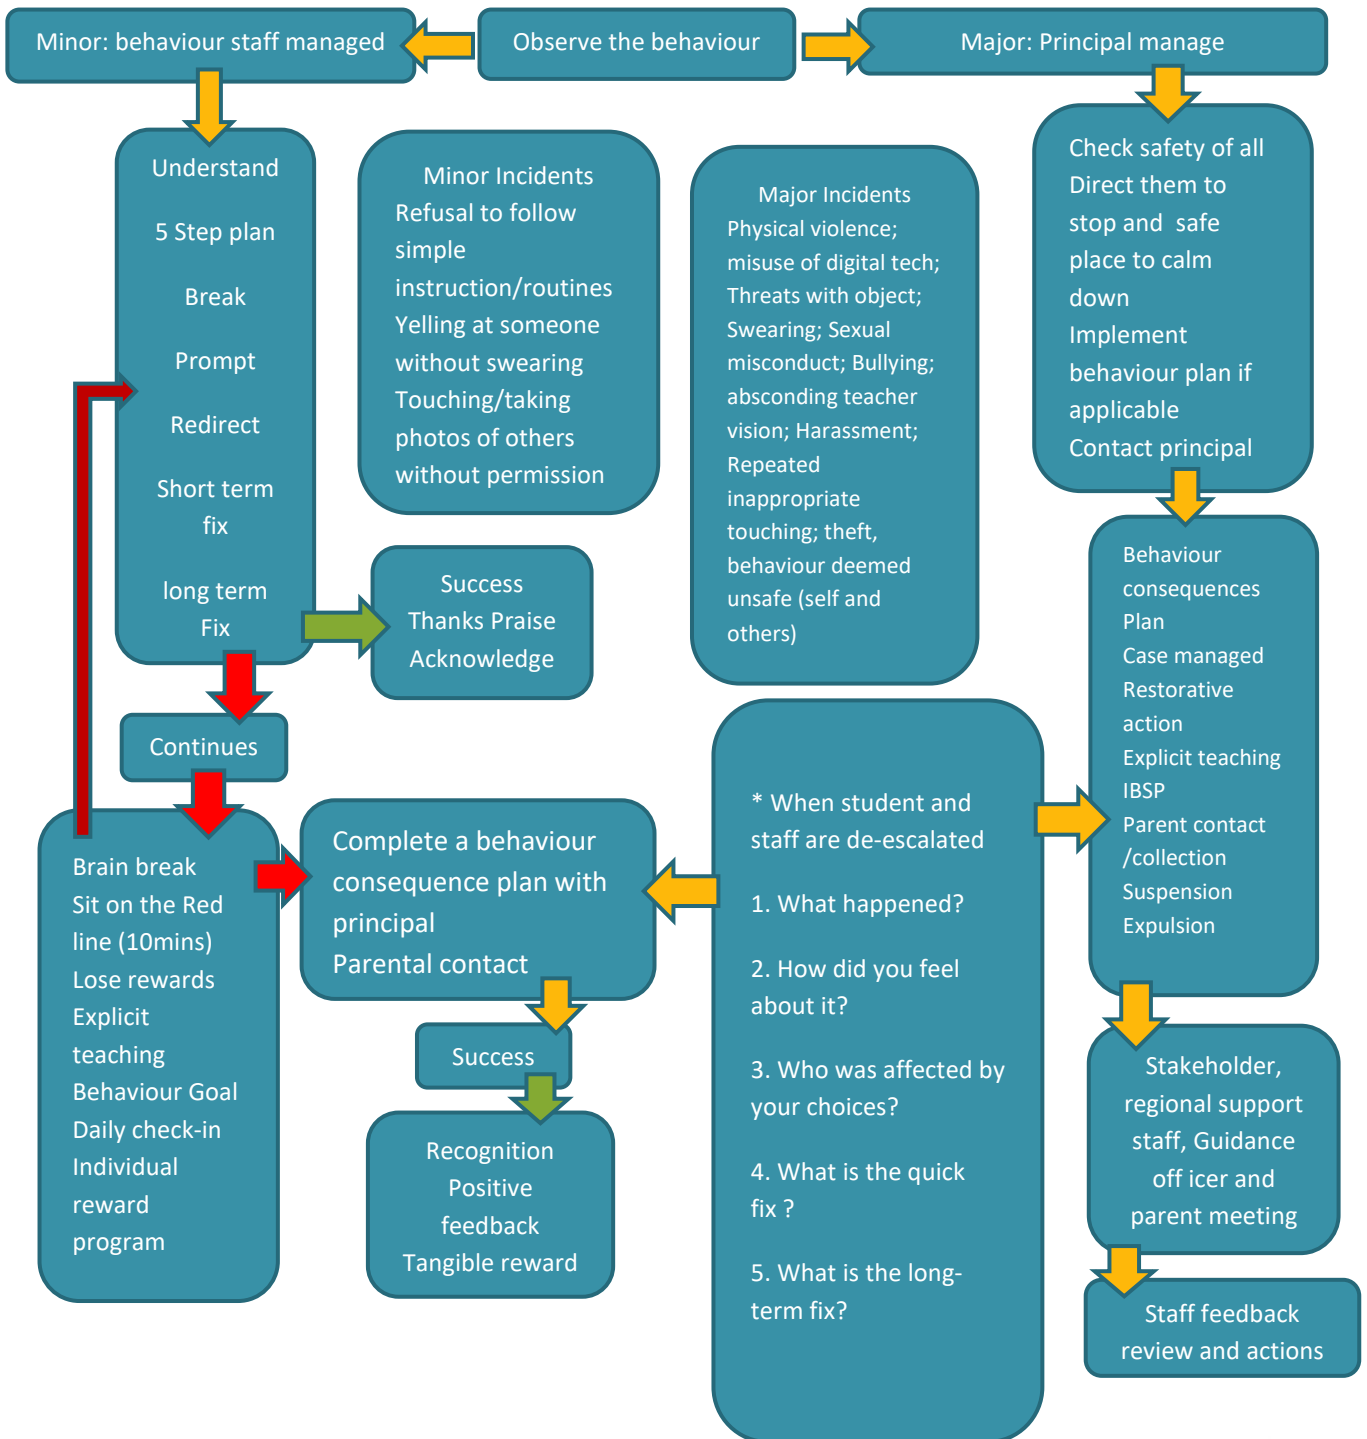 Minor: behaviour staff managed
Observe the behaviour
Major: Principal manage
Understand
5 Step plan
Break
Prompt
Redirect
Short term
fix
long term
Fix
Minor Incidents
Refusal to follow
simple
instruction/routines
Yelling at someone
without swearing
Touching/taking
photos of others
without permission
Major Incidents
Physical violence;
misuse of digital tech;
Threats with object;
Swearing; Sexual
misconduct; Bullying;
absconding teacher
vision; Harassment;
Repeated
inappropriate
touching; theft,
behaviour deemed
unsafe (self and
others)
Check safety of all
Direct them to
stop and safe
place to calm
down
Implement
behaviour plan if
applicable
Contact principal
Success
Thanks Praise
Acknowledge
Behaviour
consequences
Plan
Case managed
Restorative
action
Explicit teaching
IBSP
Parent contact
/collection
Suspension
Expulsion
Continues
Brain break
Sit on the Red
line (10mins)
Lose rewards
Explicit
teaching
Behaviour Goal
Daily check-in
Individual
reward
program
Complete a behaviour
consequence plan with
principal
Parental contact
* When student and
staff are de-escalated
1. What happened?
2. How did you feel
about it?
3. Who was affected by
your choices?
4. What is the quick
fix ?
5. What is the long-
term fix?
Success
Recognition
Positive
feedback
Tangible reward
Stakeholder,
regional support
staff, Guidance
off icer and
parent meeting
Staff feedback
review and actions